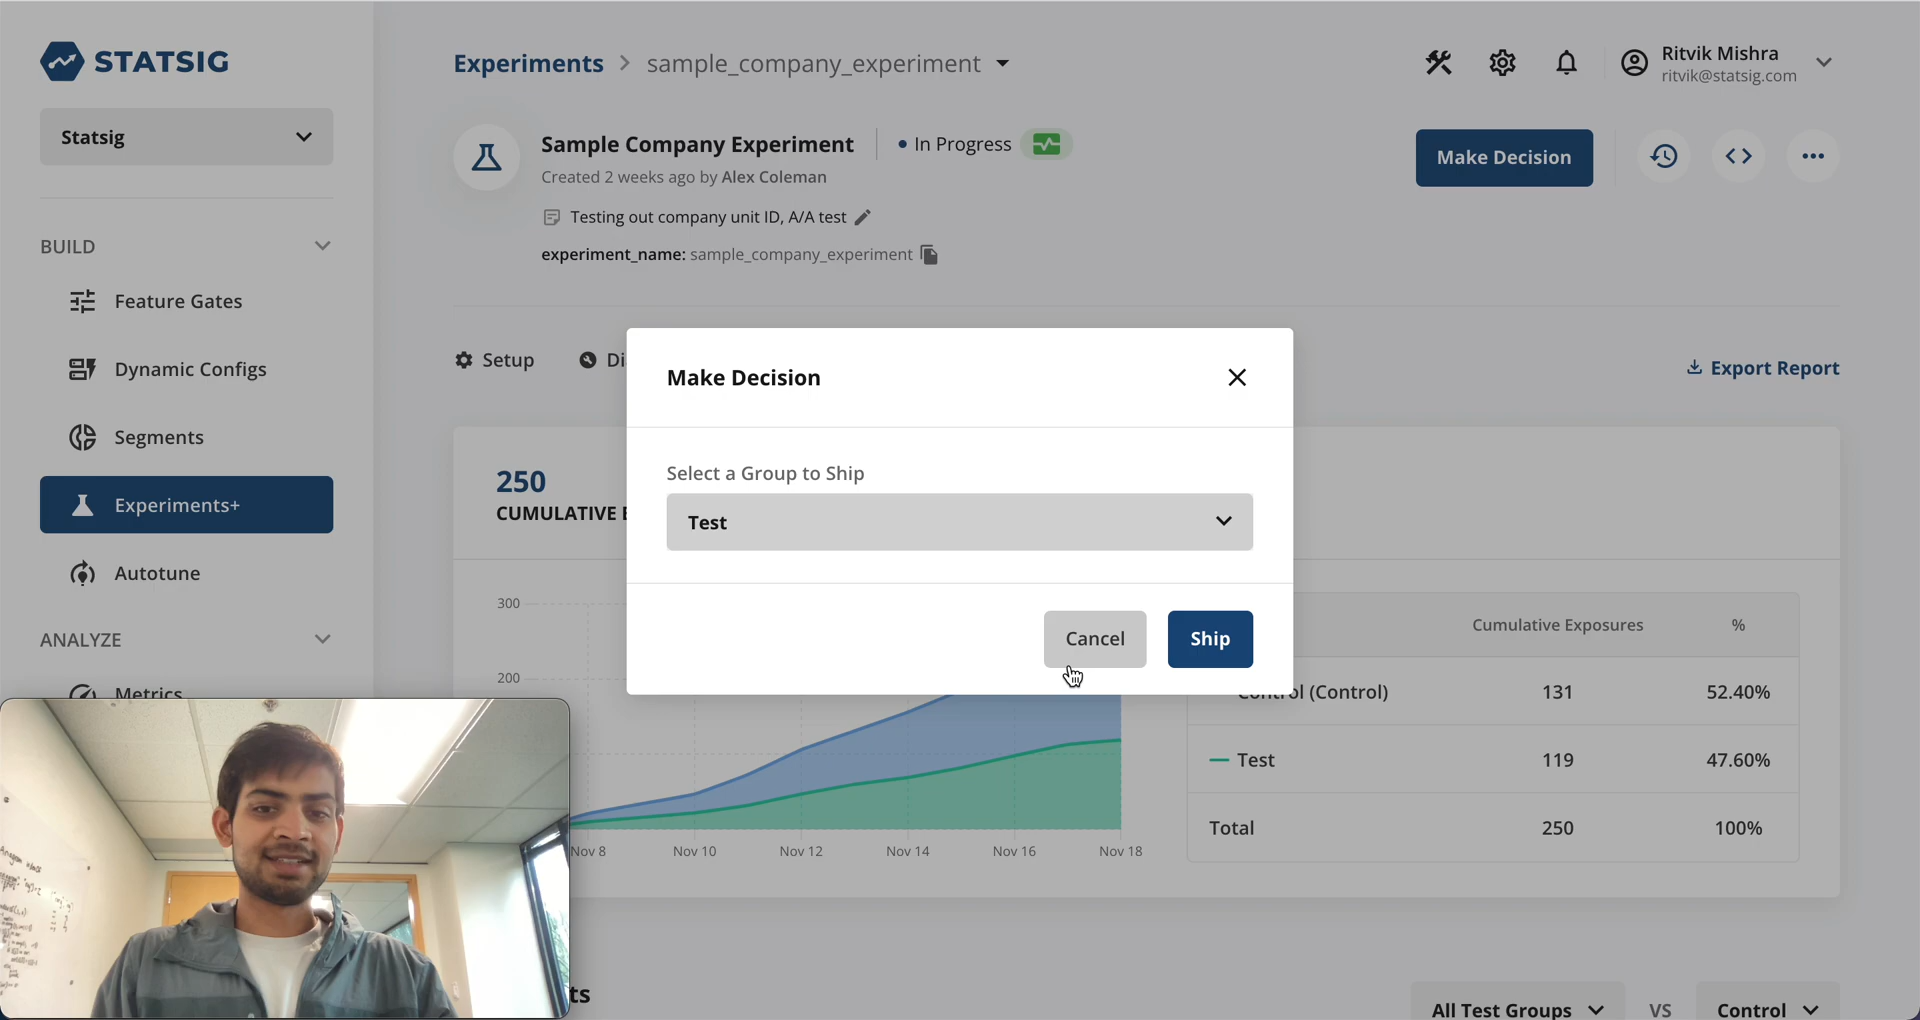 STATSIG
Experiments > sample_company_experiment
Ritvik Mishra
ritvik@statsig.com
Statsig
Sample Company Experiment
In Progress
Make Decision
Created 2 weeks ago by Alex Coleman
Testing out company unit ID, A/A test
experiment_name: sample_company_experiment
BUILD
Feature Gates
Dynamic Configs
Segments
Experiments+
Autotune
ANALYZE
Metrics
Setup
Export Report
Make Decision
Select a Group to Ship
Test
Cancel
Ship
250
CUMULATIVE
300
200
Nov 8
Nov 10
Nov 12
Nov 14
Nov 16
Nov 18
Cumulative Exposures %
Control (Control) 131 52.40%
Test 119 47.60%
Total 250 100%
All Test Groups VS Control